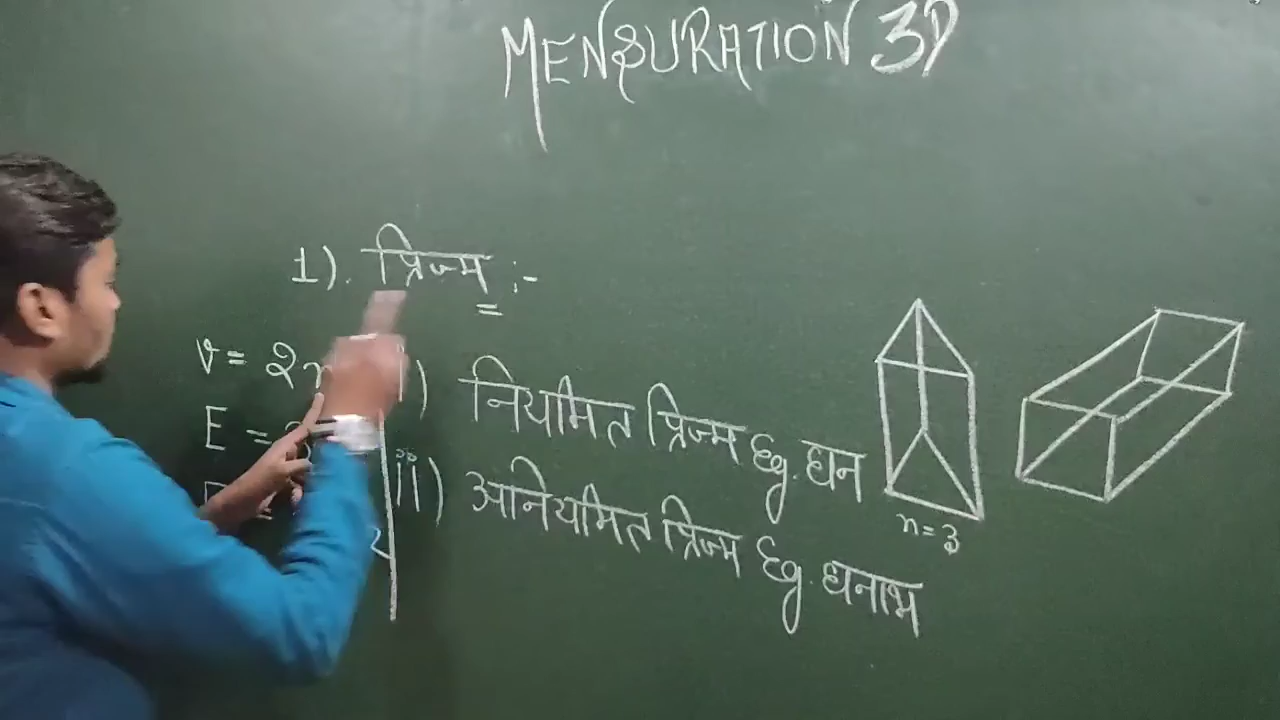 MENSURATION 3D
1). प्रिज्म :-
V = 2n
i) नियमित प्रिज्म Eg. घन
E =
ii) अनियमित प्रिज्म Eg. घनाभ
n = 3